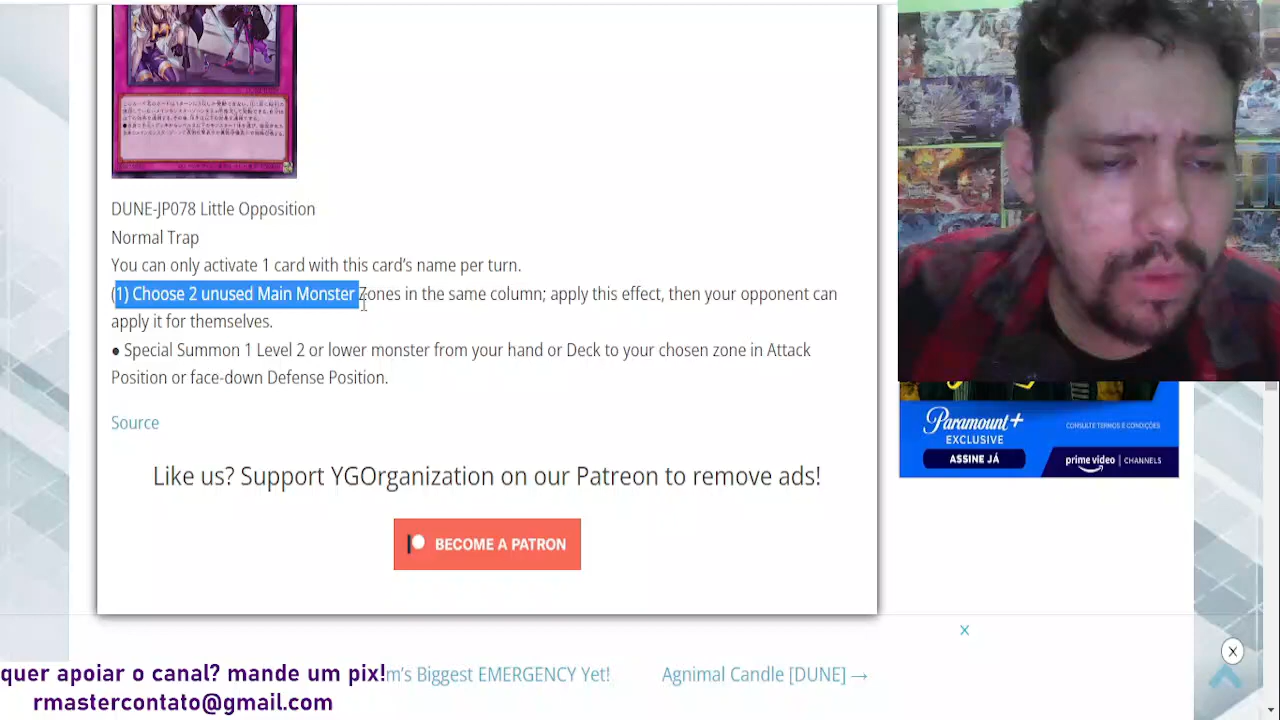 DUNE-JP078 Little Opposition
Normal Trap
You can only activate 1 card with this card’s name per turn.
(1) Choose 2 unused Main Monster Zones in the same column; apply this effect, then your opponent can
apply it for themselves.
● Special Summon 1 Level 2 or lower monster from your hand or Deck to your chosen zone in Attack
Position or face-down Defense Position.
Source
Like us? Support YGOrganization on our Patreon to remove ads!
BECOME A PATRON
Paramount+
EXCLUSIVE
ASSINE JÁ
CONSULTE TERMOS E CONDIÇÕES
prime video | CHANNELS
x
X
quer apoiar o canal? mande um pix!
rmastercontato@gmail.com
m’s Biggest EMERGENCY Yet!
Agnimal Candle [DUNE] →